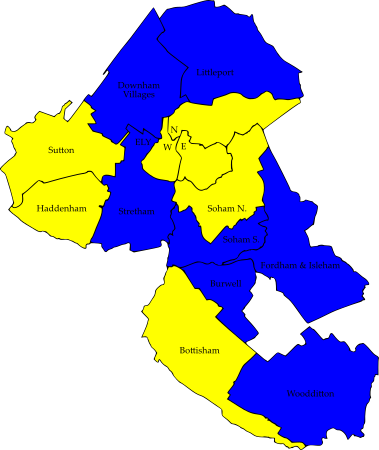 Littleport
Downham
Villages
N
ELY
W
E
Sutton
Haddenham
Stretham
Soham N.
Soham S.
Fordham & Isleham
Burwell
Bottisham
Woodditton